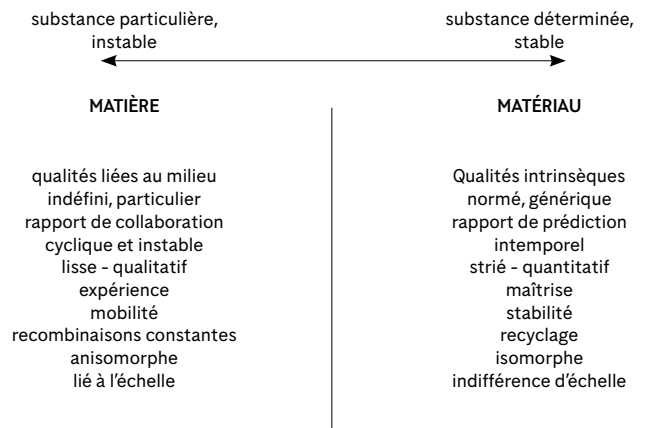 substance particulière,
instable
substance déterminée,
stable
MATIÈRE
MATÉRIAU
qualités liées au milieu
indéfini, particulier
rapport de collaboration
cyclique et instable
lisse - qualitatif
expérience
mobilité
recombinaisons constantes
anisomorphe
lié à l'échelle
Qualités intrinsèques
normé, générique
rapport de prédiction
intemporel
strié - quantitatif
maîtrise
stabilité
recyclage
isomorphe
indifférence d'échelle